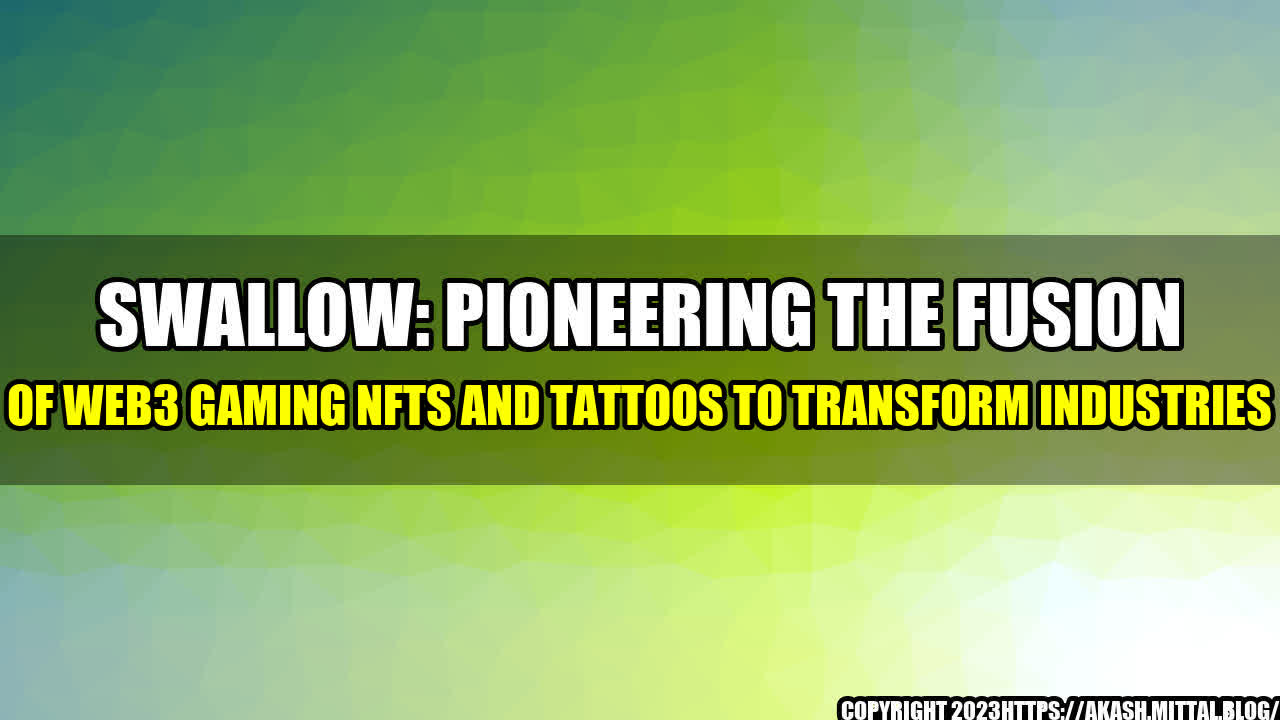 SWALLOW: PIONEERING THE FUSION
OF WEB3 GAMING NFTS AND TATTOOS TO TRANSFORM INDUSTRIES
COPYRIGHT 2023HTTPS://AKASH.MITTAL.BLOG/